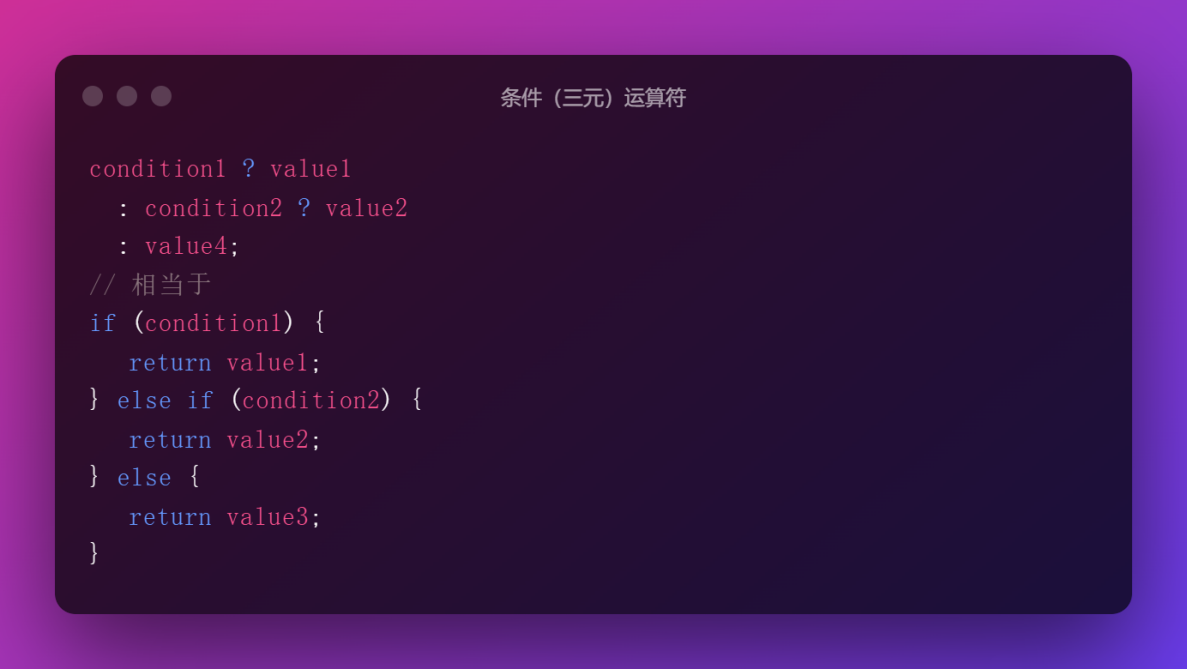 条件（三元）运算符
condition1 ? value1
  : condition2 ? value2
  : value4;
// 相当于
if (condition1) {
   return value1;
} else if (condition2) {
   return value2;
} else {
   return value3;
}